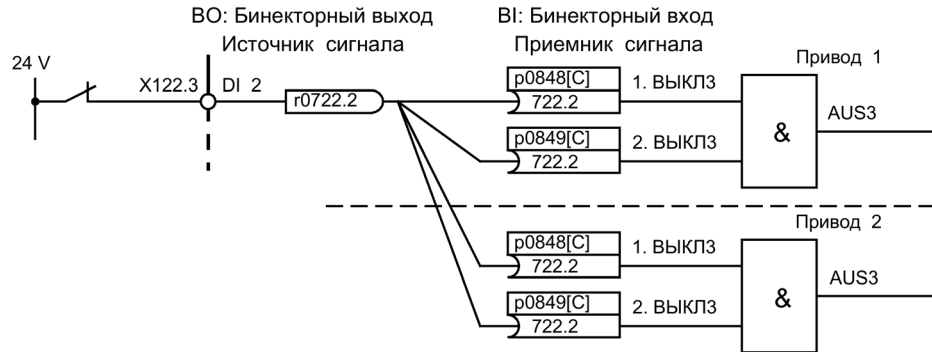 BO: Бинекторный выход
Источник сигнала
BI: Бинекторный вход
Приемник сигнала
24 V
X122.3
DI 2
r0722.2
Привод 1
p0848[C]
722.2
1. ВЫКЛ3
p0849[C]
722.2
2. ВЫКЛ3
&
AUS3
Привод 2
p0848[C]
722.2
1. ВЫКЛ3
p0849[C]
722.2
2. ВЫКЛ3
&
AUS3